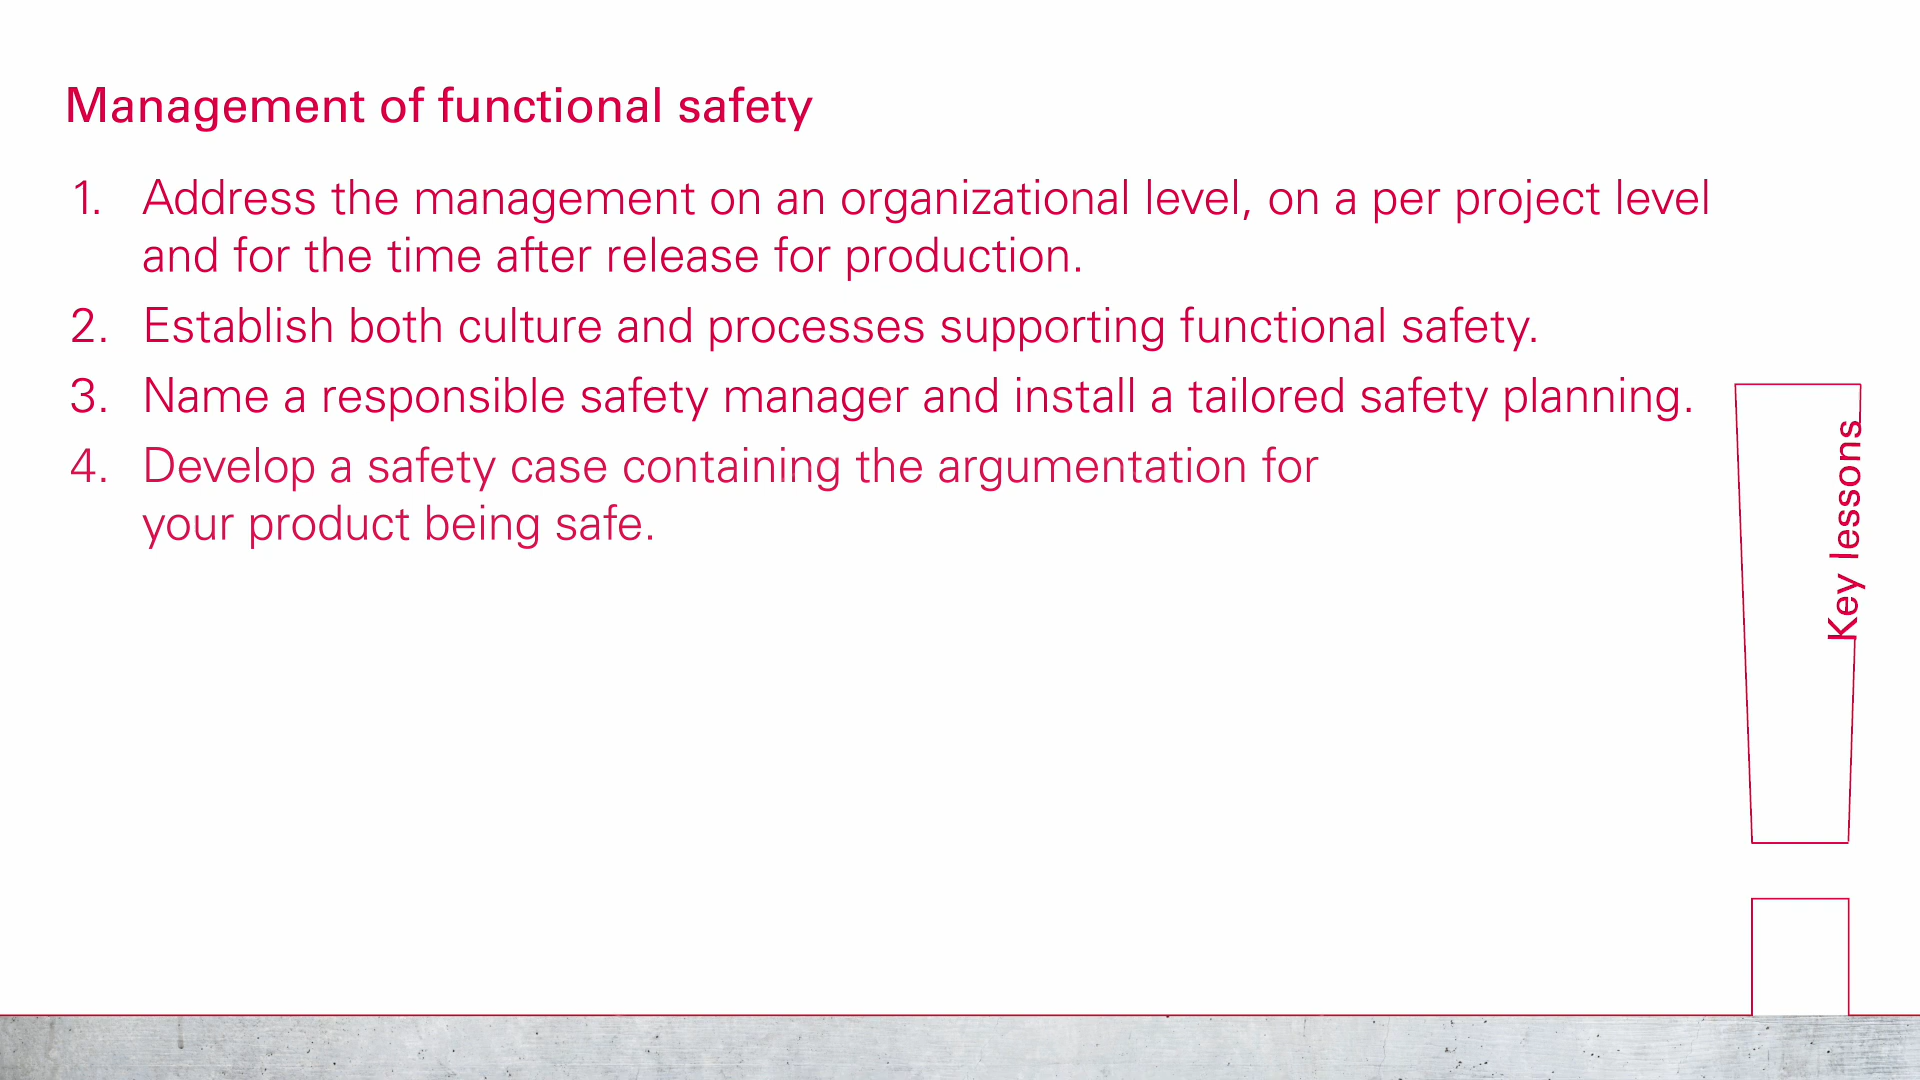 Management of functional safety
1. Address the management on an organizational level, on a per project level
and for the time after release for production.
2. Establish both culture and processes supporting functional safety.
3. Name a responsible safety manager and install a tailored safety planning.
4. Develop a safety case containing the argumentation for
your product being safe.
Key lessons